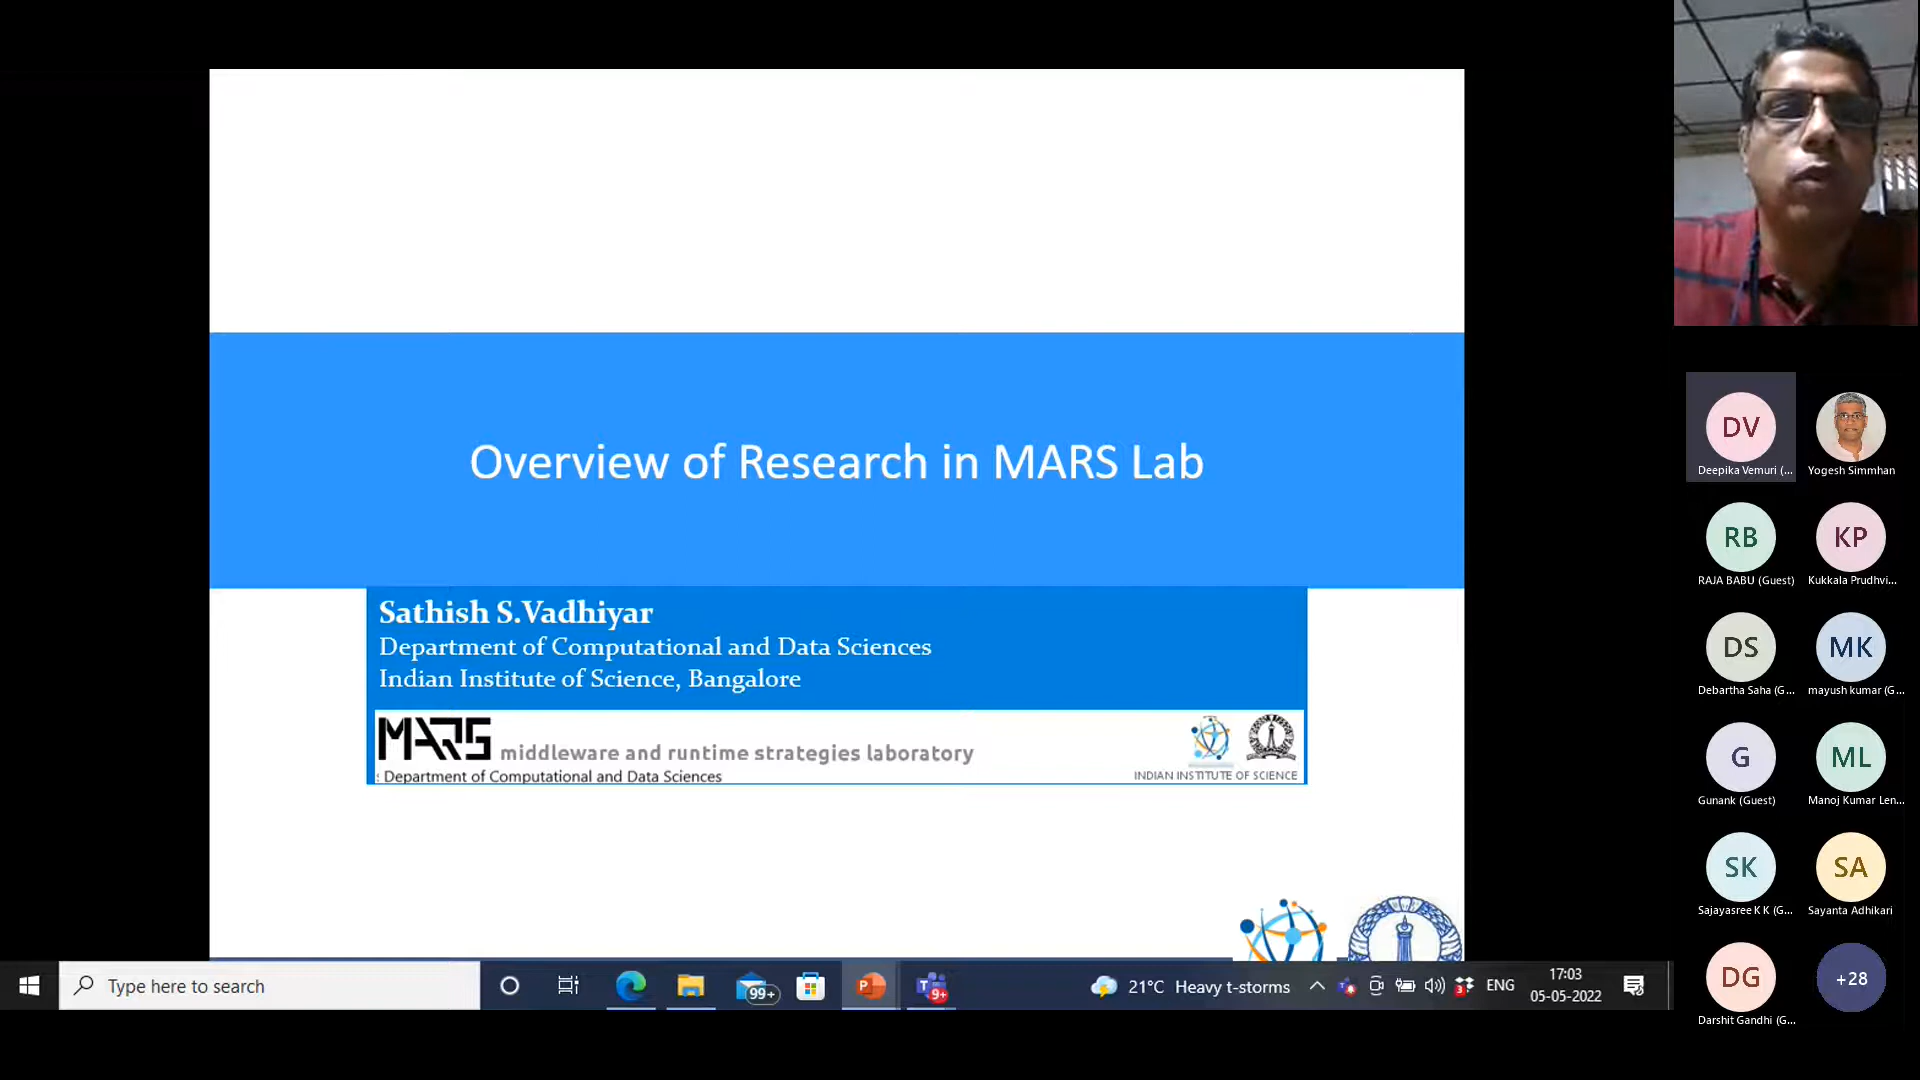 Overview of Research in MARS Lab
Sathish S.Vadhiyar
Department of Computational and Data Sciences
Indian Institute of Science, Bangalore
MARS middleware and runtime strategies laboratory
: Department of Computational and Data Sciences
INDIAN INSTITUTE OF SCIENCE
DV
Deepika Vemuri (...
Yogesh Simmhan
RB
RAJA BABU (Guest)
KP
Kukkala Prudhvi...
DS
Debartha Saha (G...
MK
mayush kumar (G...
G
Gunank (Guest)
ML
Manoj Kumar Len...
SK
Sajayasree K K (G...
SA
Sayanta Adhikari
DG
Darshit Gandhi (G...
+28
Type here to search
99+
P
T
9+
21°C Heavy t-storms
3
ENG
17:03
05-05-2022